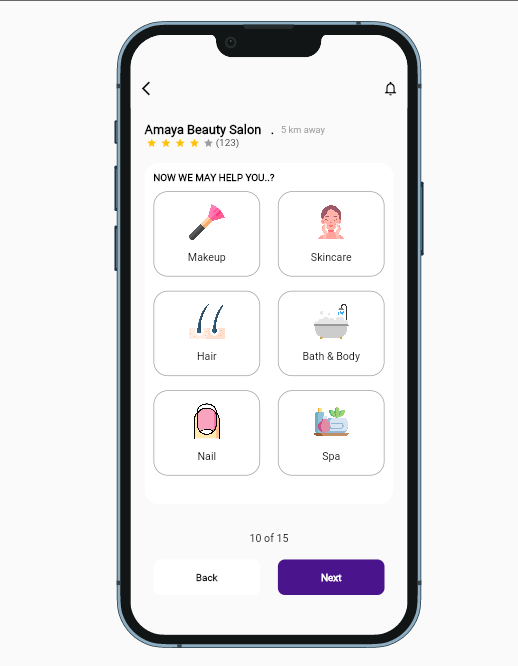 Amaya Beauty Salon . 5 km away
(123)
NOW WE MAY HELP YOU..?
Makeup Skincare
Hair Bath & Body
Nail Spa
10 of 15
Back Next